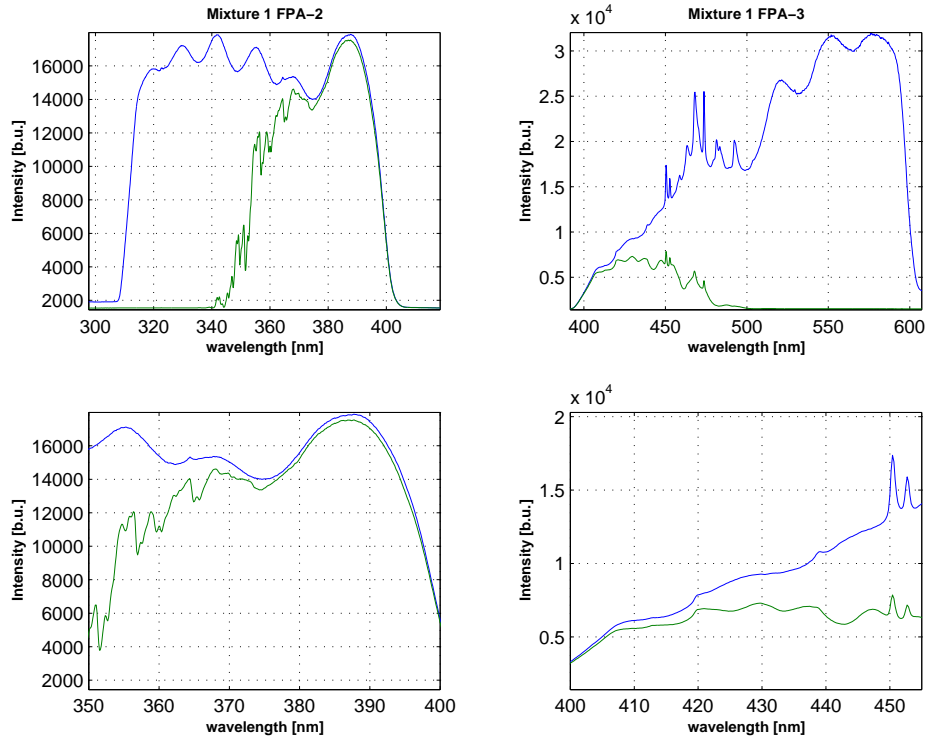 Mixture 1 FPA−2
Intensity [b.u.]
16000
14000
12000
10000
8000
6000
4000
2000
300 320 340 360 380 400
wavelength [nm]
Mixture 1 FPA−3
x 10^4
Intensity [b.u.]
3
2.5
2
1.5
1
0.5
400 450 500 550 600
wavelength [nm]
Intensity [b.u.]
16000
14000
12000
10000
8000
6000
4000
2000
350 360 370 380 390 400
wavelength [nm]
x 10^4
Intensity [b.u.]
2
1.5
1
0.5
400 410 420 430 440 450
wavelength [nm]